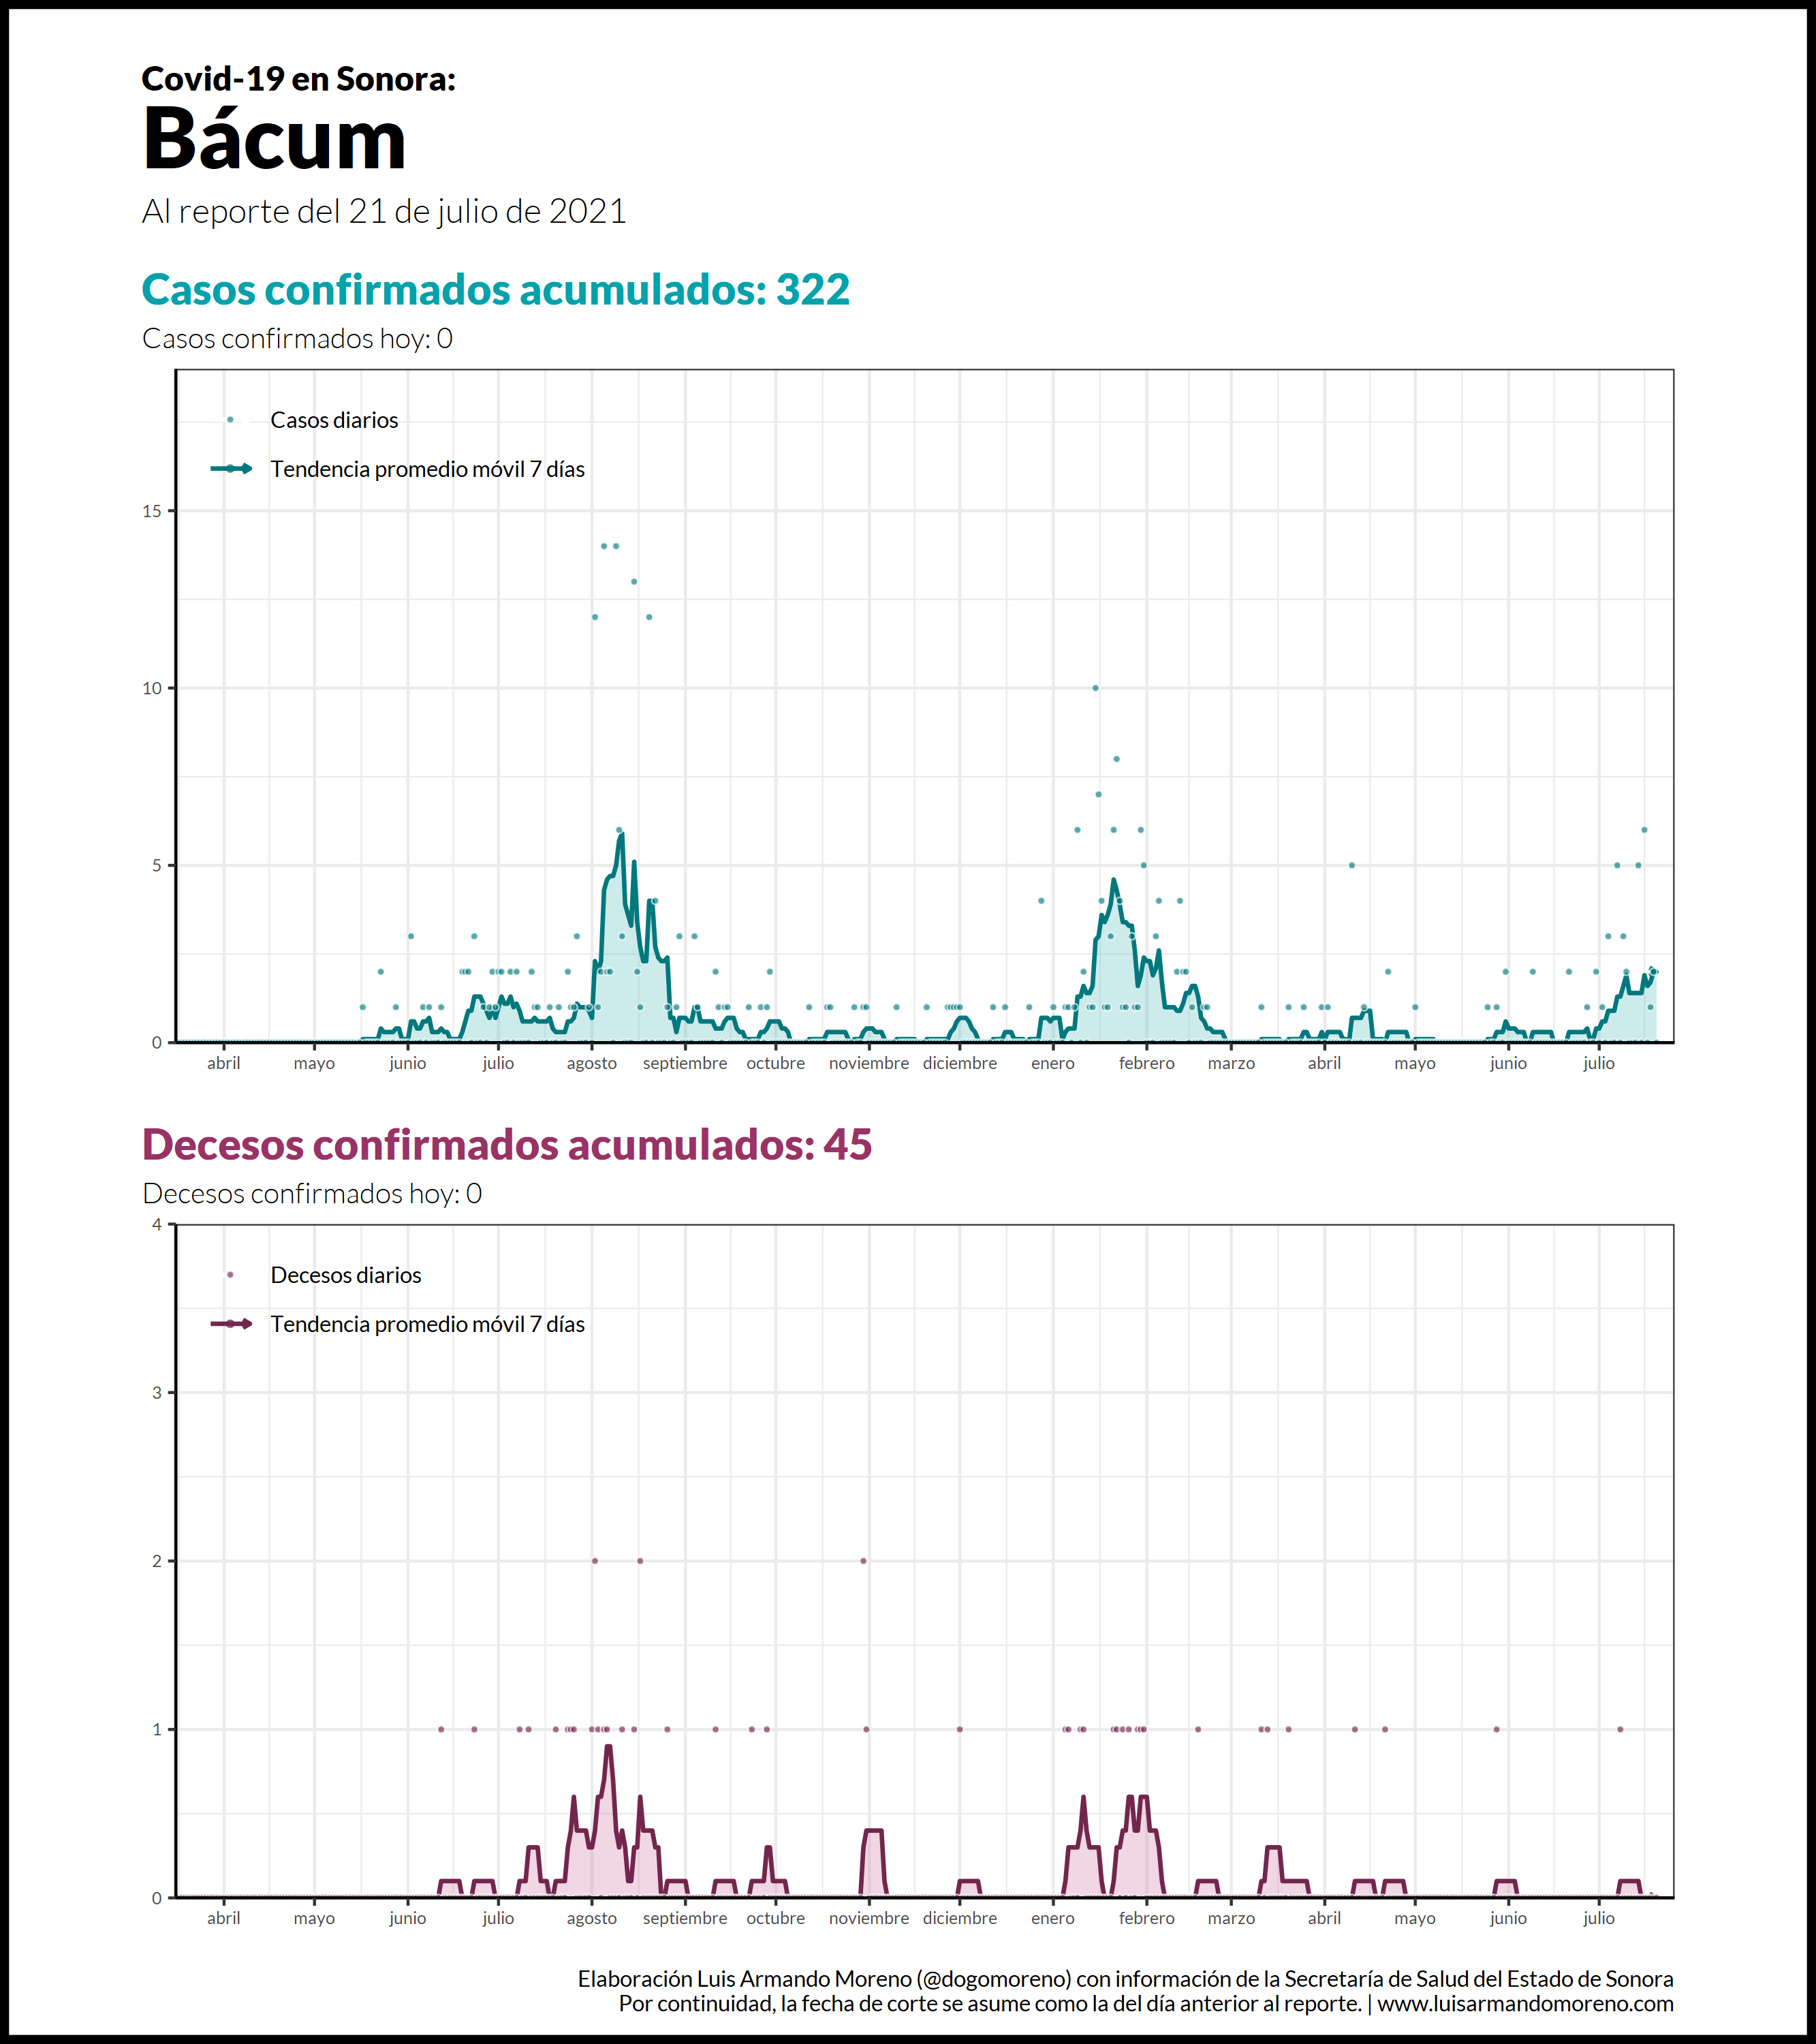 Covid-19 en Sonora:
Bácum
Al reporte del 21 de julio de 2021
Casos confirmados acumulados: 322
Casos confirmados hoy: 0
Casos diarios
Tendencia promedio móvil 7 días
15
10
5
0
abril mayo junio julio agosto septiembre octubre noviembre diciembre enero febrero marzo abril mayo junio julio
Decesos confirmados acumulados: 45
Decesos confirmados hoy: 0
4
Decesos diarios
Tendencia promedio móvil 7 días
3
2
1
0
abril mayo junio julio agosto septiembre octubre noviembre diciembre enero febrero marzo abril mayo junio julio
Elaboración Luis Armando Moreno (@dogomoreno) con información de la Secretaría de Salud del Estado de Sonora
Por continuidad, la fecha de corte se asume como la del día anterior al reporte. | www.luisarmandomoreno.com